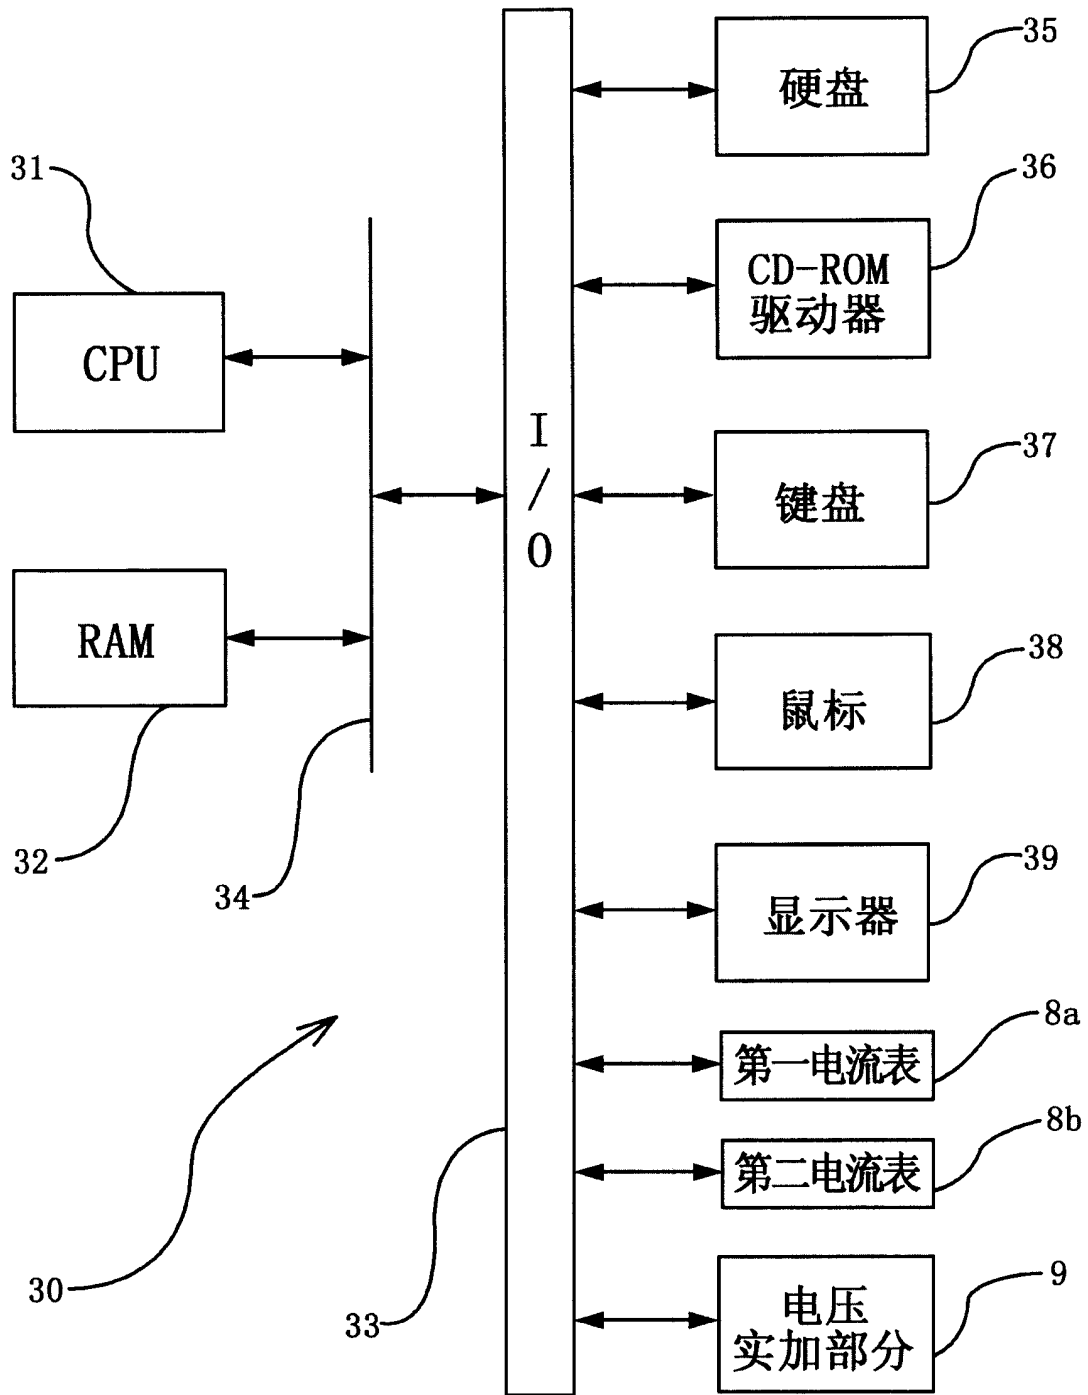 35
硬盘
31
36
CD-ROM
驱动器
CPU
I/O
37
键盘
RAM
38
鼠标
32
34
39
显示器
8a
第一电流表
8b
第二电流表
30
33
9
电压
实加部分